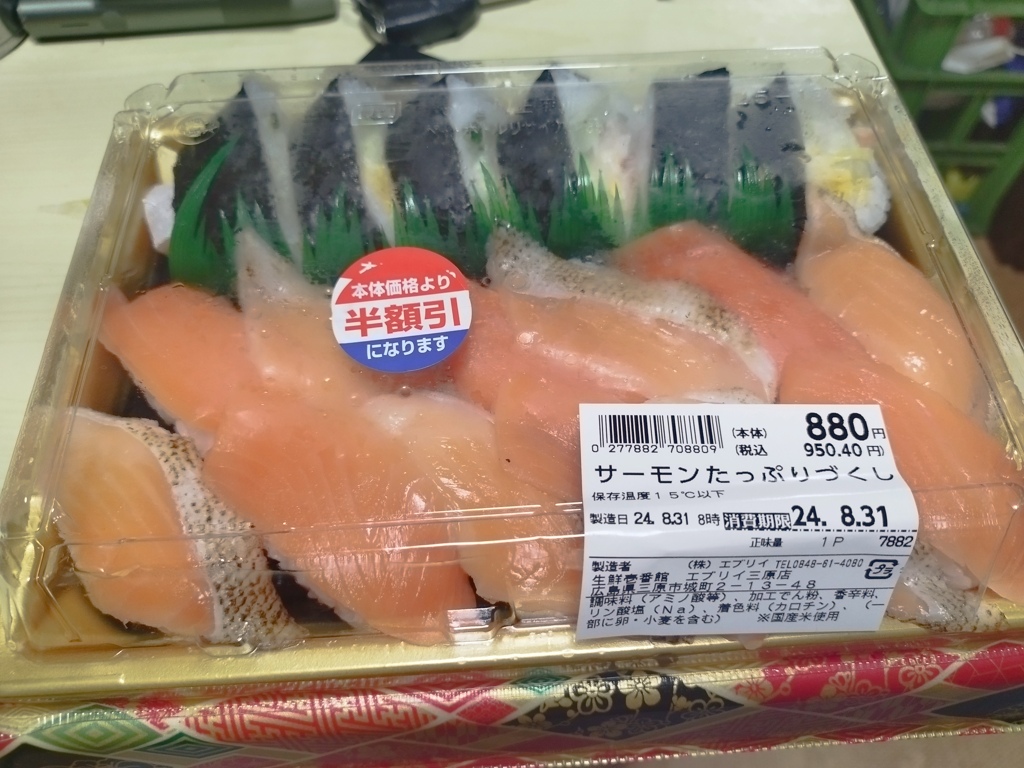 本体価格より
半額引
になります
0 277882 708809
(本体) 880円
(税込 950.40円)
サーモンたっぷりづくし
保存温度15℃以下
製造日 24. 8.31 8時 消費期限 24. 8.31
正味量 1P 7882
製造者 (株)エブリイ TEL0848-61-4080
生鮮壱番館 エブリイ三原店
広島県三原市城町2-13-48
調味料(アミノ酸等)、加工でん粉、香辛料、
リン酸塩(Na)、着色料(カロチン)、(一
部に卵・小麦を含む) ※国産米使用
プラ